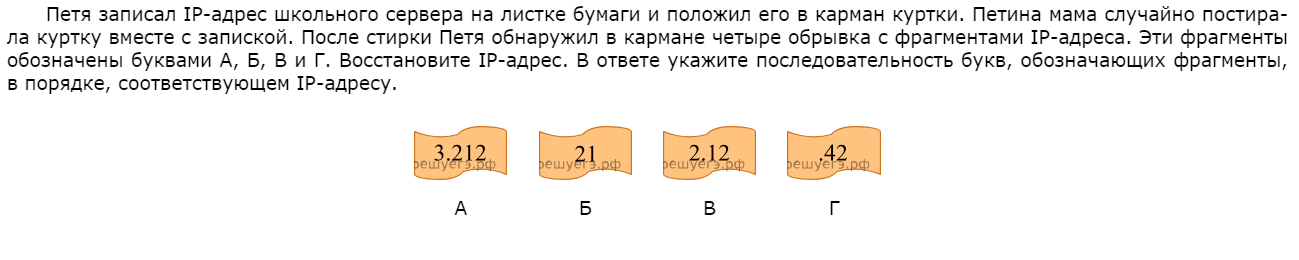 Петя записал IP-адрес школьного сервера на листке бумаги и положил его в карман куртки. Петина мама случайно постира-
ла куртку вместе с запиской. После стирки Петя обнаружил в кармане четыре обрывка с фрагментами IP-адреса. Эти фрагменты
обозначены буквами А, Б, В и Г. Восстановите IP-адрес. В ответе укажите последовательность букв, обозначающих фрагменты,
в порядке, соответствующем IP-адресу.
3.212 21 2.12 .42
решуегэ.рф решуегэ.рф решуегэ.рф решуегэ.рф
А Б В Г